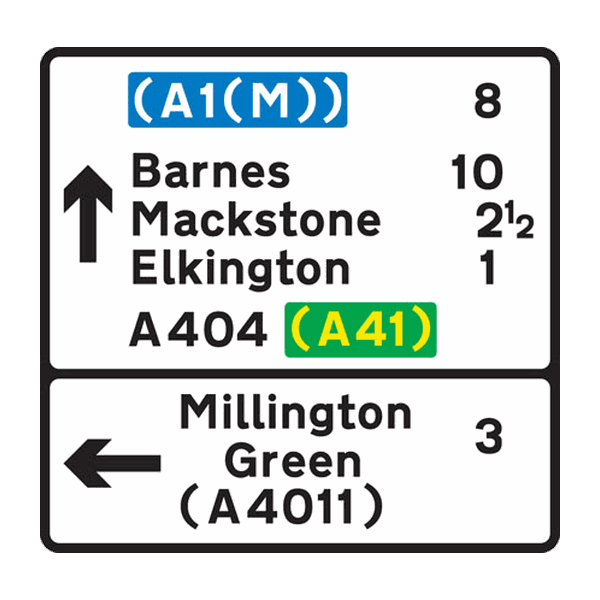 (A1(M)) 8
Barnes 10
Mackstone 2½
Elkington 1
A404 (A41)
Millington
Green 3
(A4011)